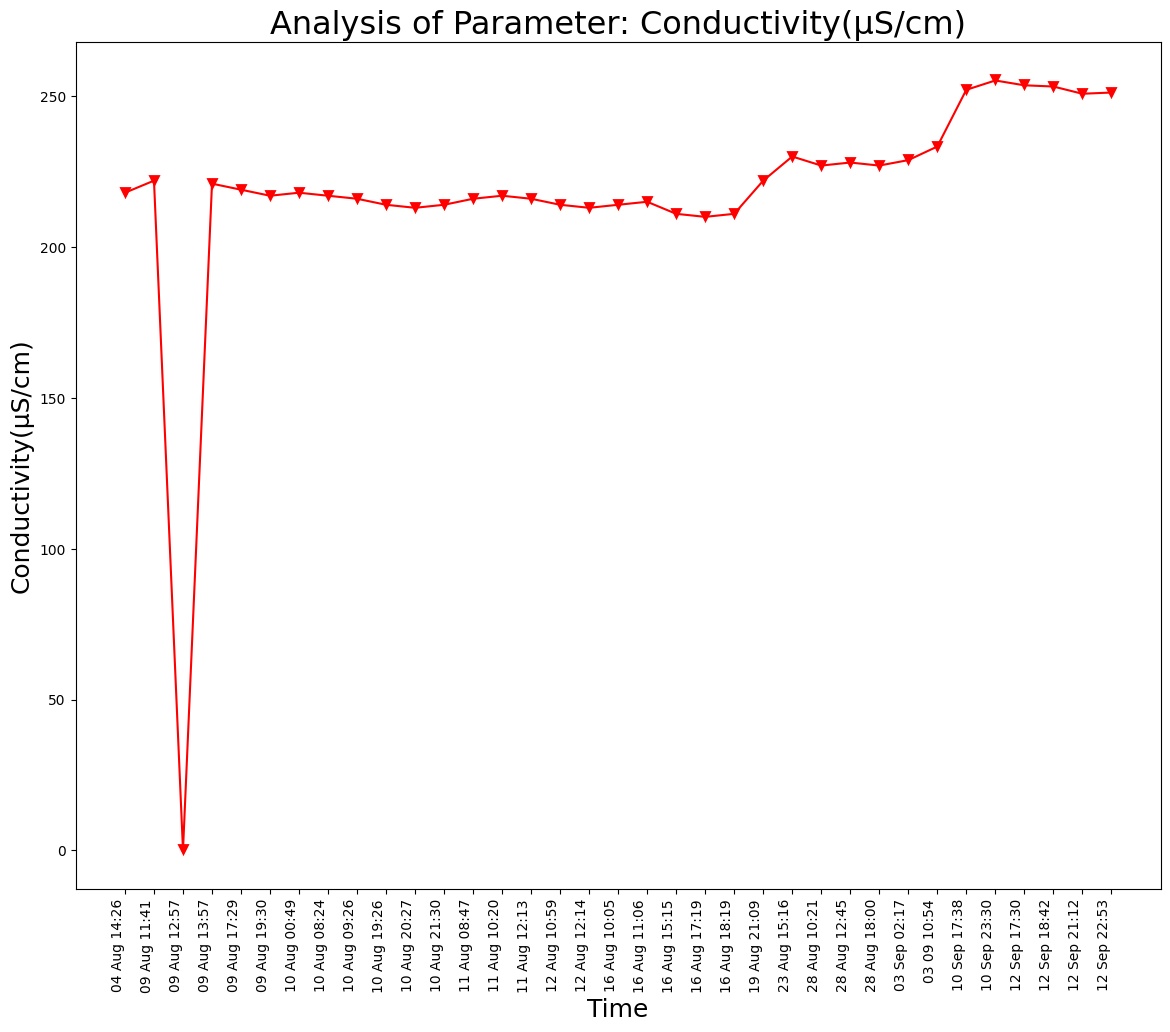 Analysis of Parameter: Conductivity(µS/cm)
Conductivity(µS/cm)
250
200
150
100
50
0
04 Aug 14:26
09 Aug 11:41
09 Aug 12:57
09 Aug 13:57
09 Aug 17:29
09 Aug 19:30
10 Aug 00:49
10 Aug 08:24
10 Aug 09:26
10 Aug 19:26
10 Aug 20:27
10 Aug 21:30
11 Aug 08:47
11 Aug 10:20
11 Aug 12:13
12 Aug 10:59
12 Aug 12:14
16 Aug 10:05
16 Aug 11:06
16 Aug 15:15
16 Aug 17:19
16 Aug 18:19
19 Aug 21:09
23 Aug 15:16
28 Aug 10:21
28 Aug 12:45
28 Aug 18:00
03 Sep 02:17
03 09 10:54
10 Sep 17:38
10 Sep 23:30
12 Sep 17:30
12 Sep 18:42
12 Sep 21:12
12 Sep 22:53
Time